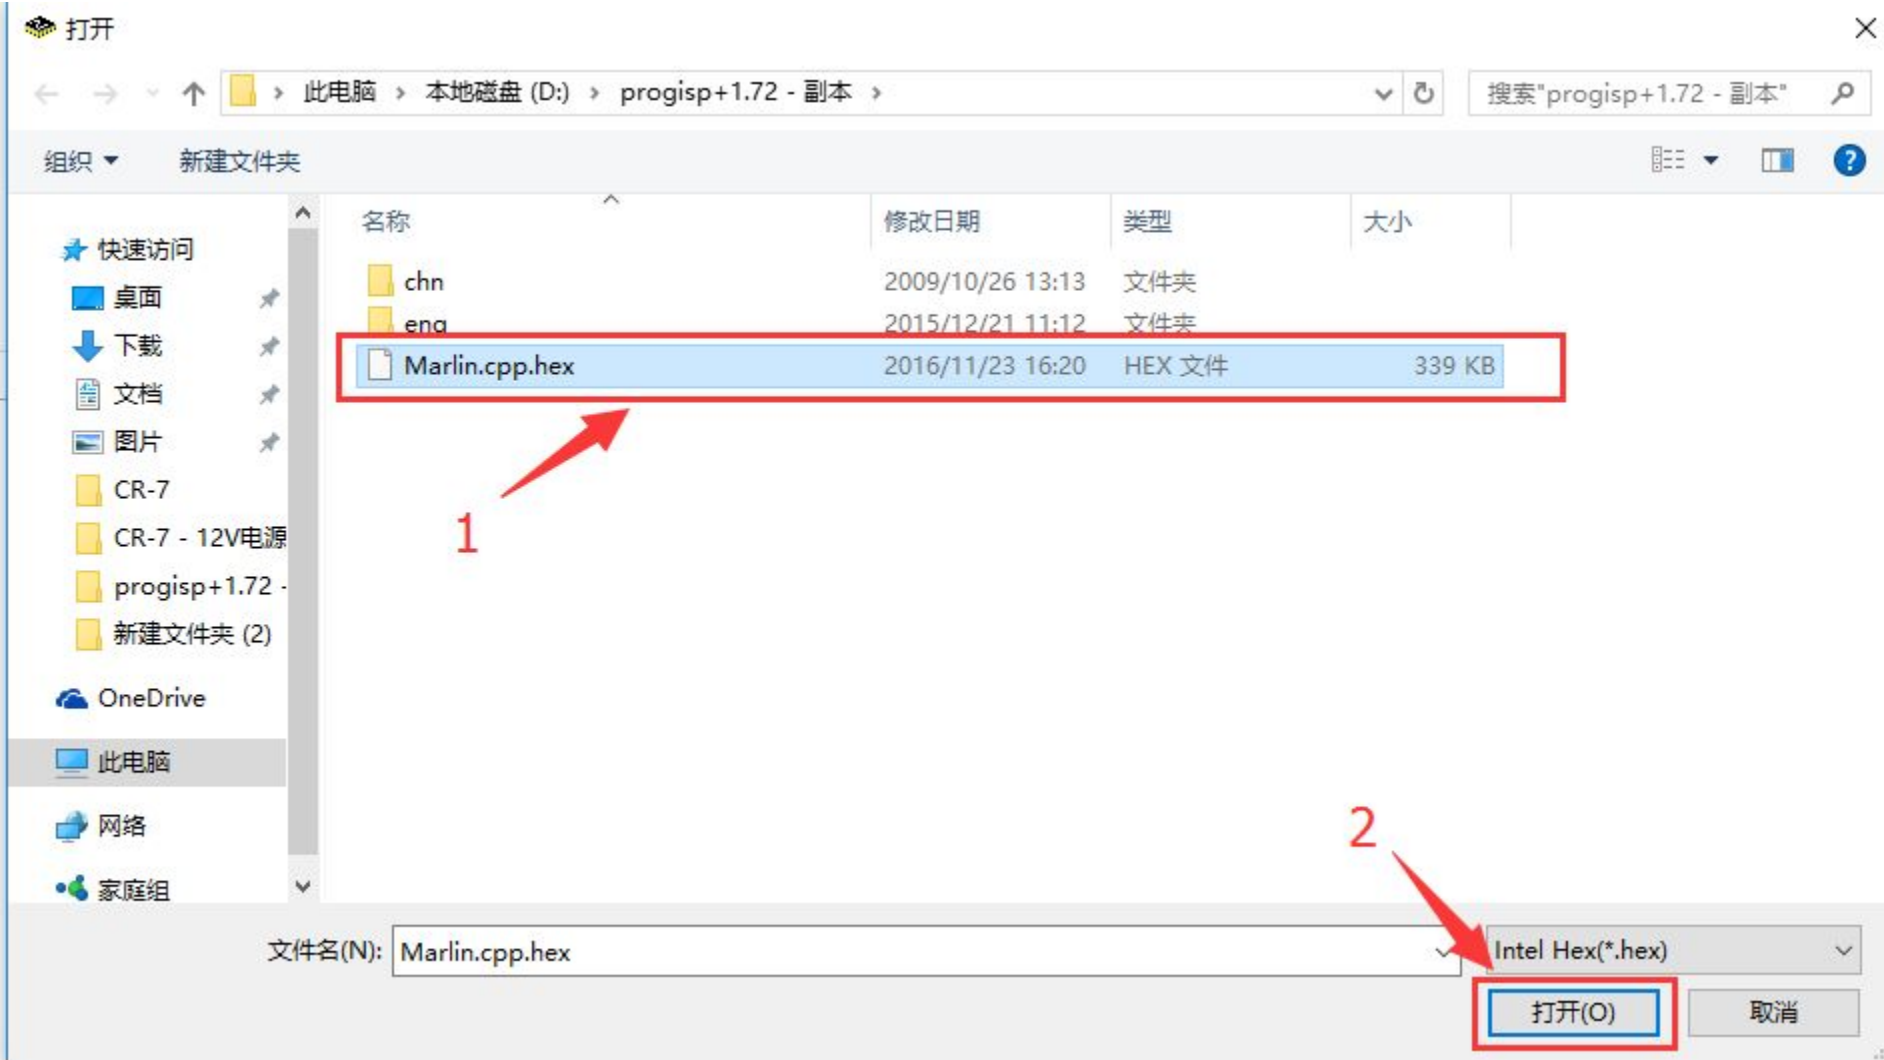 打开
此电脑 › 本地磁盘 (D:) › progisp+1.72 - 副本 ›
搜索"progisp+1.72 - 副本"
组织
新建文件夹
名称 修改日期 类型 大小
快速访问
桌面
下载
文档
图片
CR-7
CR-7 - 12V电源
progisp+1.72 -
新建文件夹 (2)
OneDrive
此电脑
网络
家庭组
chn 2009/10/26 13:13 文件夹
eng 2015/12/21 11:12 文件夹
Marlin.cpp.hex 2016/11/23 16:20 HEX 文件 339 KB
1
2
文件名(N): Marlin.cpp.hex
Intel Hex(*.hex)
打开(O) 取消